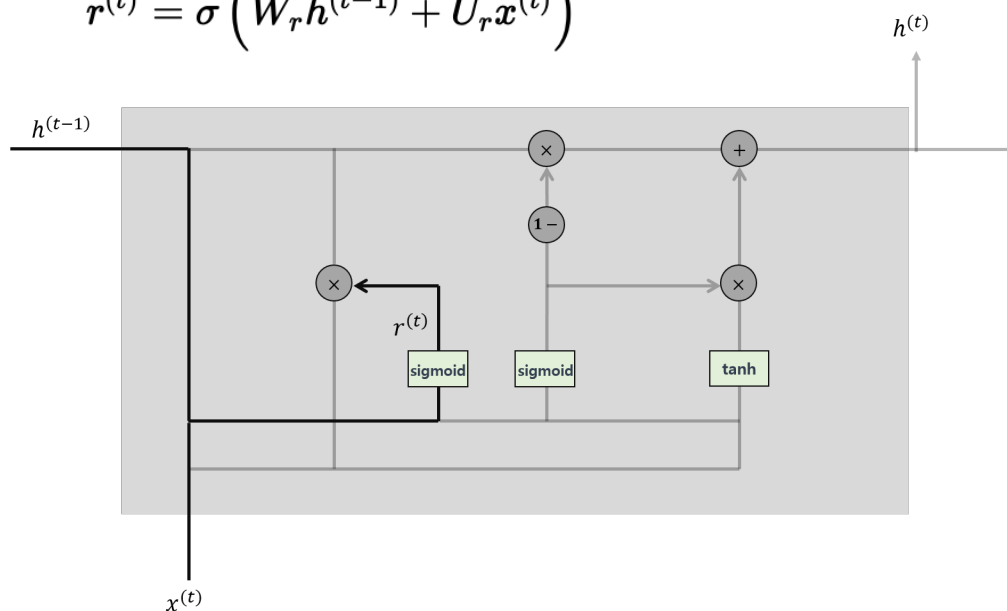 r^(t) = σ ( W_r h^(t−1) + U_r x^(t) )
h^(t)
h^(t−1)
×
+
1 −
×
×
r^(t)
sigmoid
sigmoid
tanh
x^(t)